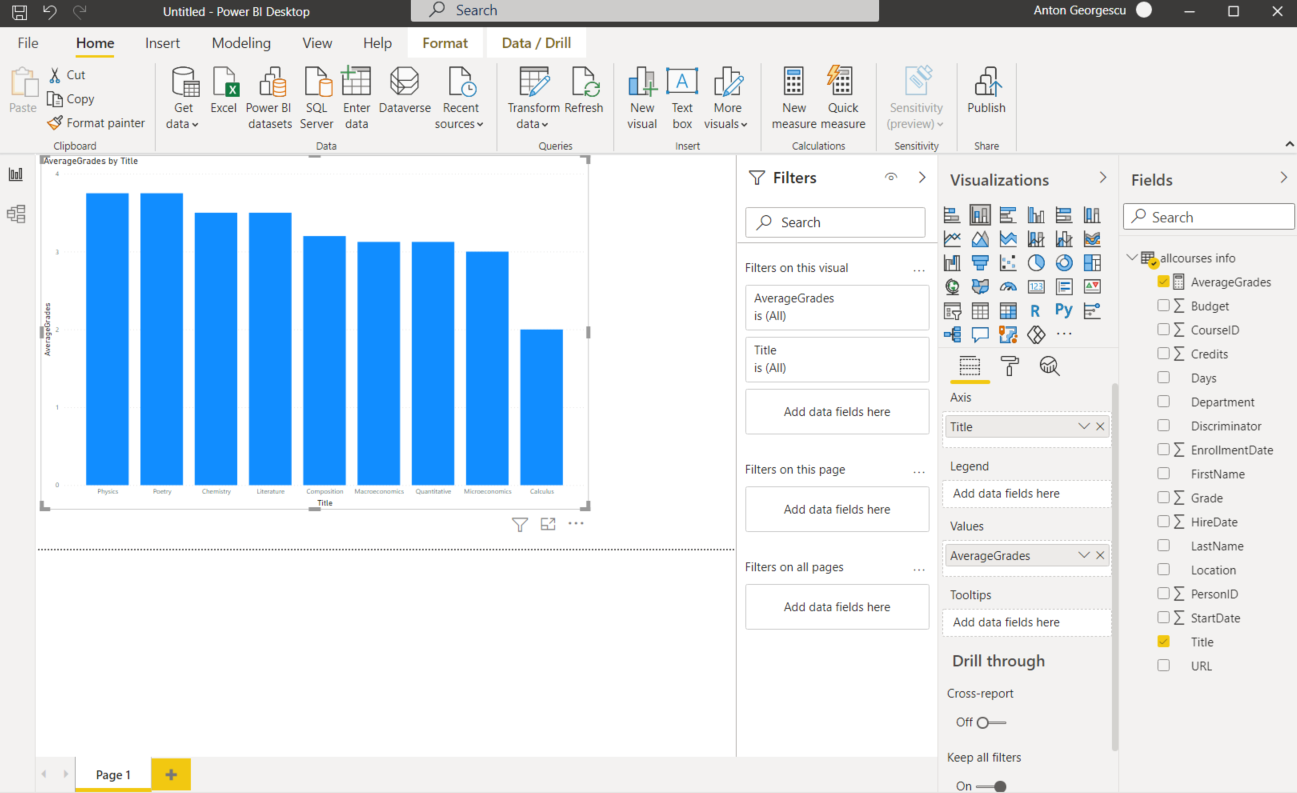 Untitled - Power BI Desktop
Search
Anton Georgescu
File Home Insert Modeling View Help Format Data / Drill
Paste
Cut
Copy
Format painter
Clipboard
Get data
Excel
Power BI datasets
SQL Server
Enter data
Dataverse
Recent sources
Data
Transform data
Refresh
Queries
New visual
Text box
More visuals
Insert
New measure
Quick measure
Calculations
Sensitivity (preview)
Sensitivity
Publish
Share
AverageGrades by Title
4
3
2
1
0
AverageGrades
Physics Poetry Chemistry Literature Composition Macroeconomics Quantitative Microeconomics Calculus
Title
Filters
Search
Filters on this visual
...
AverageGrades
is (All)
Title
is (All)
Add data fields here
Filters on this page
...
Add data fields here
Filters on all pages
...
Add data fields here
Visualizations
123
R
Py
...
Axis
Title
Legend
Add data fields here
Values
AverageGrades
Tooltips
Add data fields here
Drill through
Cross-report
Off
Keep all filters
On
Fields
Search
allcourses info
AverageGrades
Σ Budget
Σ CourseID
Σ Credits
Days
Department
Discriminator
Σ EnrollmentDate
FirstName
Σ Grade
Σ HireDate
LastName
Location
Σ PersonID
Σ StartDate
Title
URL
Page 1